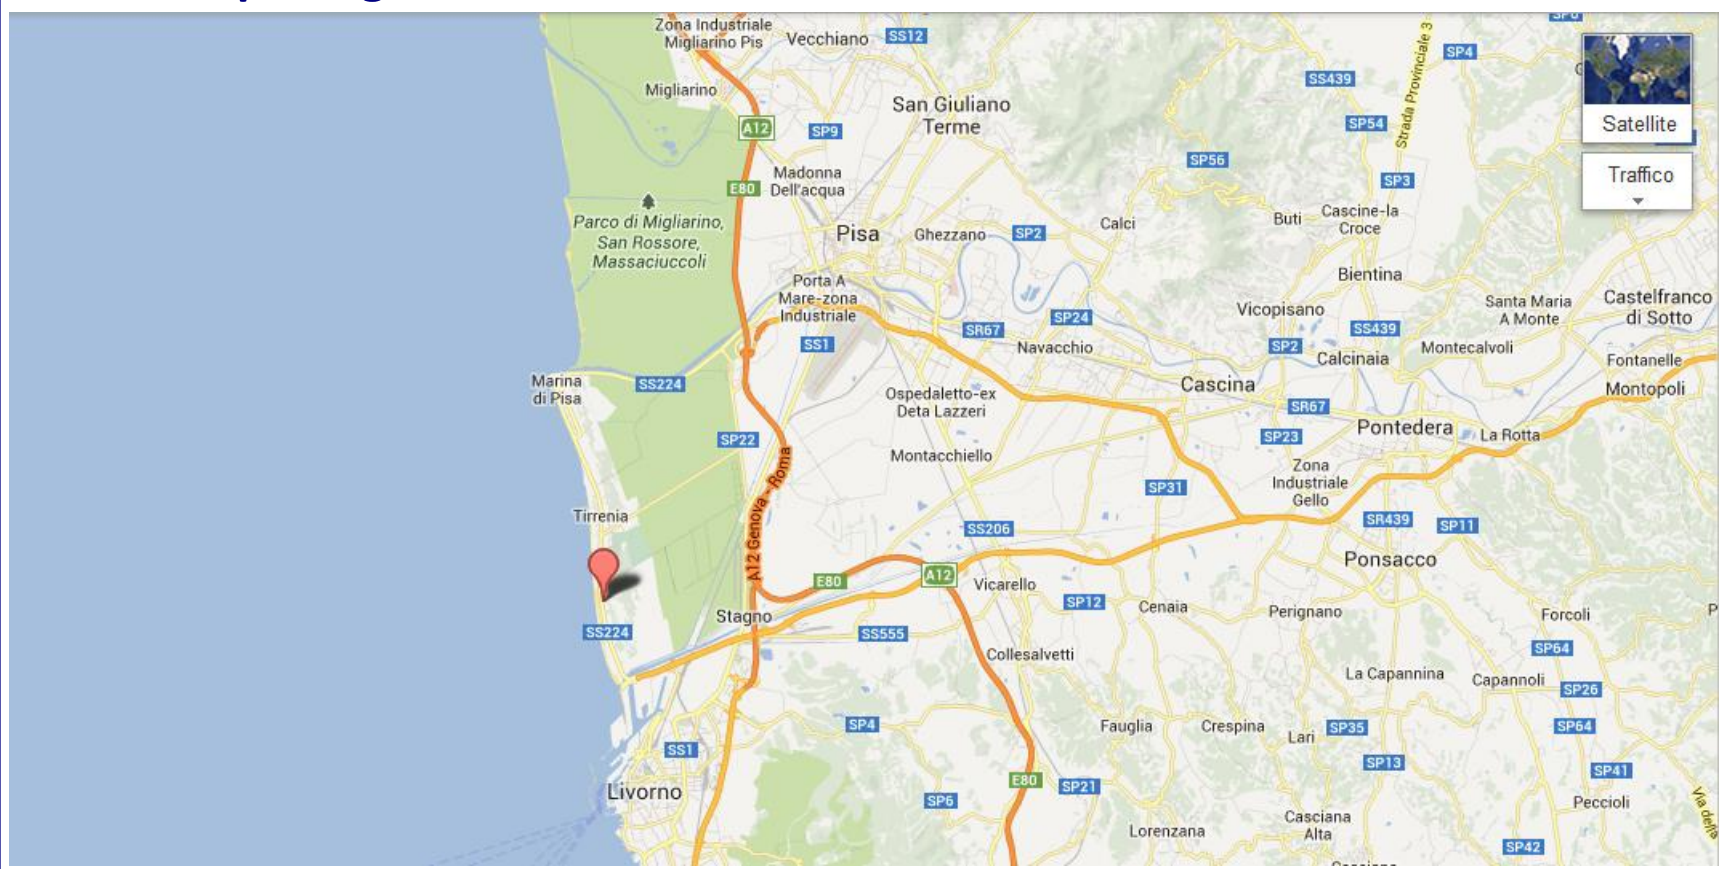 Zona Industriale
Migliarino Pis
Vecchiano
SS12
SP6
SP4
Strada Provinciale 3
SS439
Satellite
Traffico
Migliarino
San Giuliano
Terme
A12
SP9
SP54
SP56
SP3
Madonna
Dell'acqua
E80
Parco di Migliarino,
San Rossore,
Massaciuccoli
Pisa
Ghezzano
SP2
Calci
Buti
Cascine-la
Croce
Bientina
Porta A
Mare-zona
Industriale
SS1
SR67
SP24
Navacchio
Vicopisano
SS439
SP2
Calcinaia
Santa Maria
A Monte
Castelfranco
di Sotto
Montecalvoli
Fontanelle
Montopoli
Marina
di Pisa
SS224
Ospedaletto-ex
Deta Lazzeri
Cascina
SR67
SP23
Pontedera
La Rotta
SP22
A12 Genova - Roma
Montacchiello
Zona
Industriale
Gello
SP31
Tirrenia
SS206
SR439
SP11
Ponsacco
E80
A12
Vicarello
SP12
Cenaia
Perignano
Forcoli
P
Stagno
SS224
SS555
Collesalvetti
SP64
La Capannina
Capannoli
SP26
SP4
Fauglia
Crespina
Lari
SP35
SP64
SS1
SP13
SP41
Livorno
E80
SP21
SP6
Peccioli
Via della
Lorenzana
Casciana
Alta
SP42